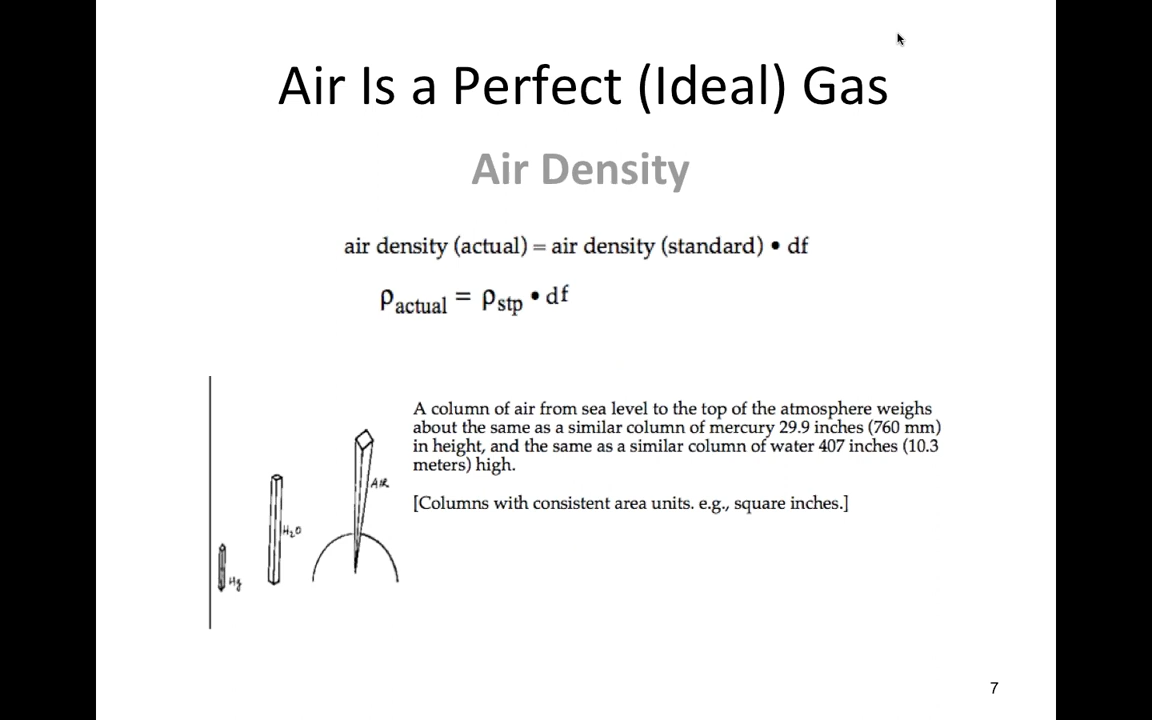 Air Is a Perfect (Ideal) Gas
Air Density
air density (actual) = air density (standard) • df
ρactual = ρstp • df
A column of air from sea level to the top of the atmosphere weighs
about the same as a similar column of mercury 29.9 inches (760 mm)
in height, and the same as a similar column of water 407 inches (10.3
meters) high.
[Columns with consistent area units. e.g., square inches.]
AIR
H₂O
Hg
7